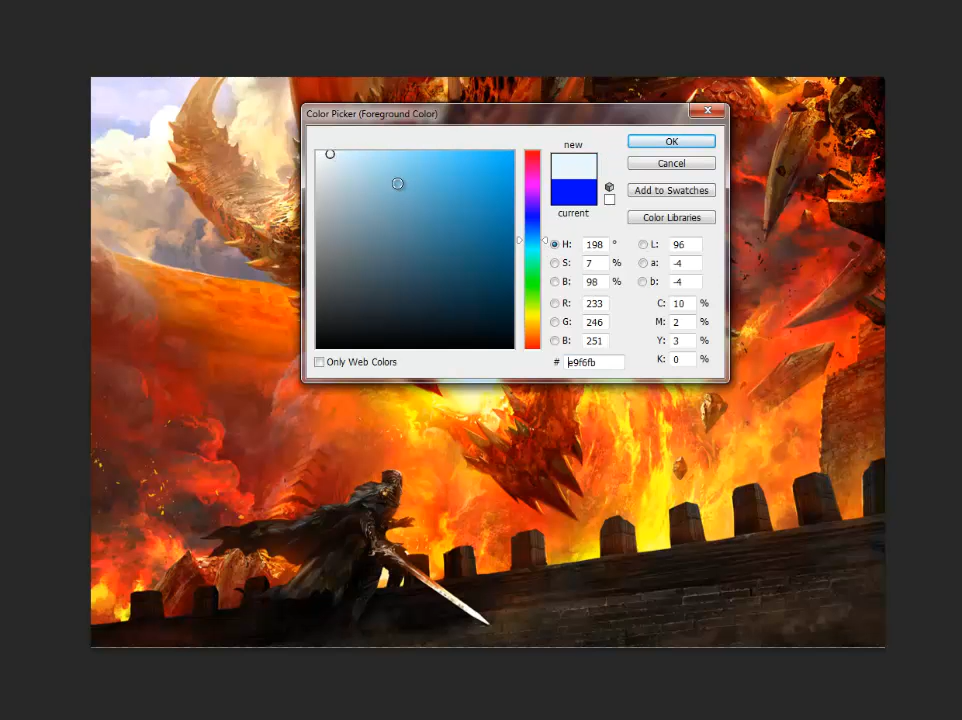 Color Picker (Foreground Color)
new
current
OK
Cancel
Add to Swatches
Color Libraries
H: 198 °
S: 7 %
B: 98 %
R: 233
G: 246
B: 251
L: 96
a: -4
b: -4
C: 10 %
M: 2 %
Y: 3 %
K: 0 %
Only Web Colors
# e9f6fb